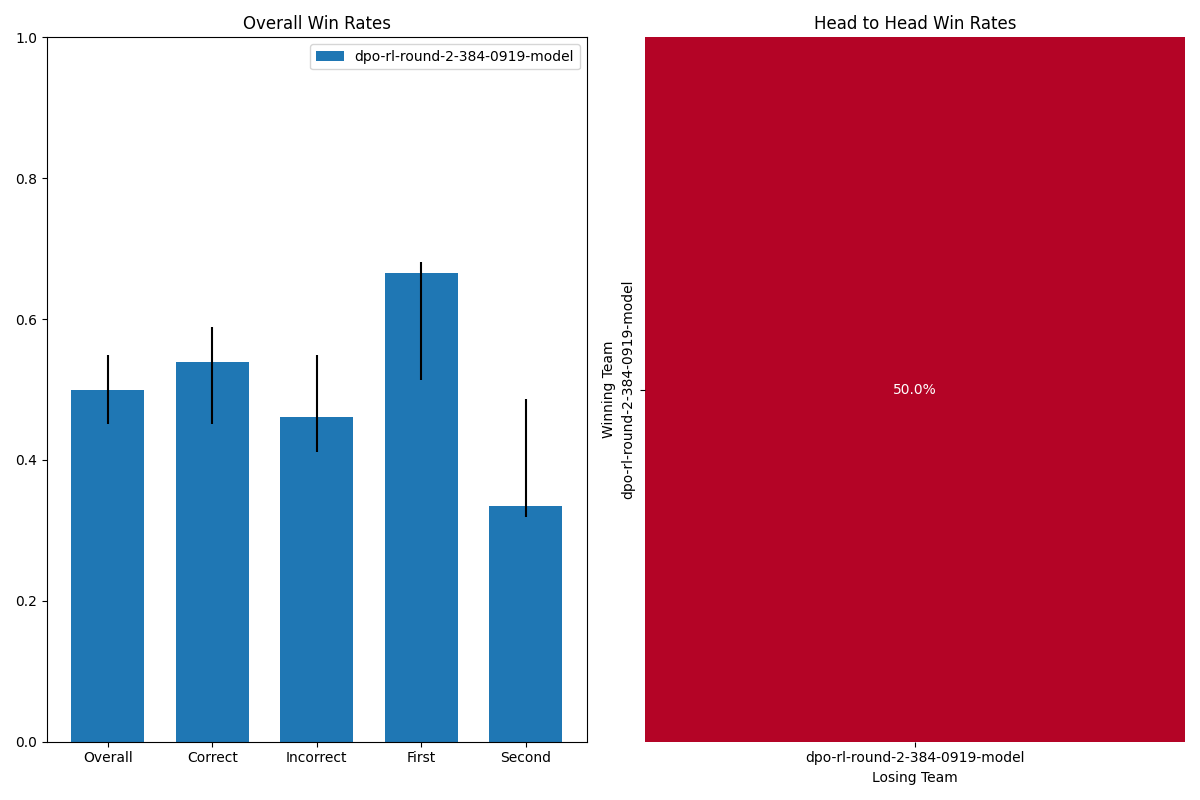 Overall Win Rates
dpo-rl-round-2-384-0919-model
1.0
0.8
0.6
0.4
0.2
0.0
Overall
Correct
Incorrect
First
Second
Head to Head Win Rates
Winning Team
dpo-rl-round-2-384-0919-model
50.0%
dpo-rl-round-2-384-0919-model
Losing Team